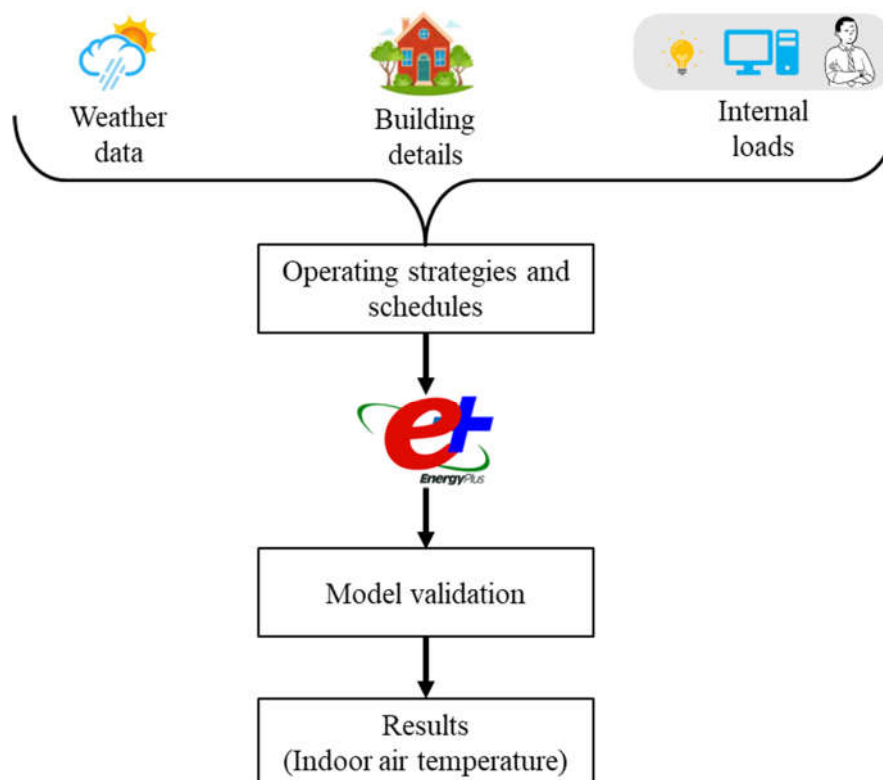 Weather
data
Building
details
Internal
loads
Operating strategies and
schedules
e+
EnergyPlus
Model validation
Results
(Indoor air temperature)